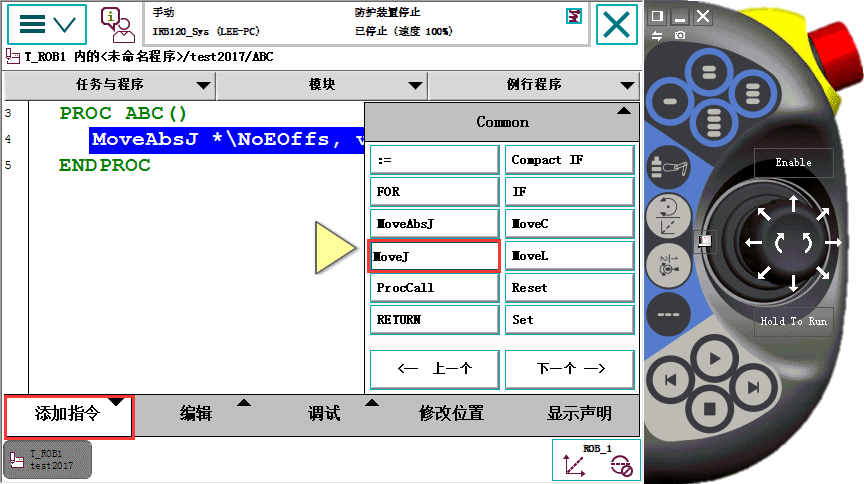 手动
防护装置停止
IRB120_Sys (LEE-PC)
已停止 (速度 100%)
T_ROB1 内的<未命名程序>/test2017/ABC
任务与程序
模块
例行程序
3 PROC ABC()
4 MoveAbsJ *\NoEOffs, v
5 ENDPROC
Common
:=
Compact IF
FOR
IF
MoveAbsJ
MoveC
MoveJ
MoveL
ProcCall
Reset
RETURN
Set
<— 上一个
下一个 —>
添加指令
编辑
调试
修改位置
显示声明
T_ROB1
test2017
ROB_1
Enable
Hold To Run